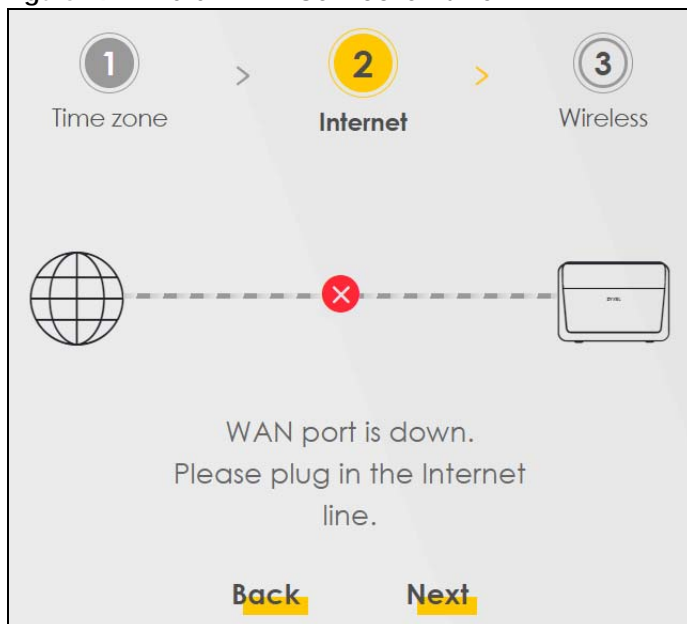 1
>
2
>
3
Time zone
Internet
Wireless
ZYXEL
WAN port is down.
Please plug in the Internet
line.
Back
Next